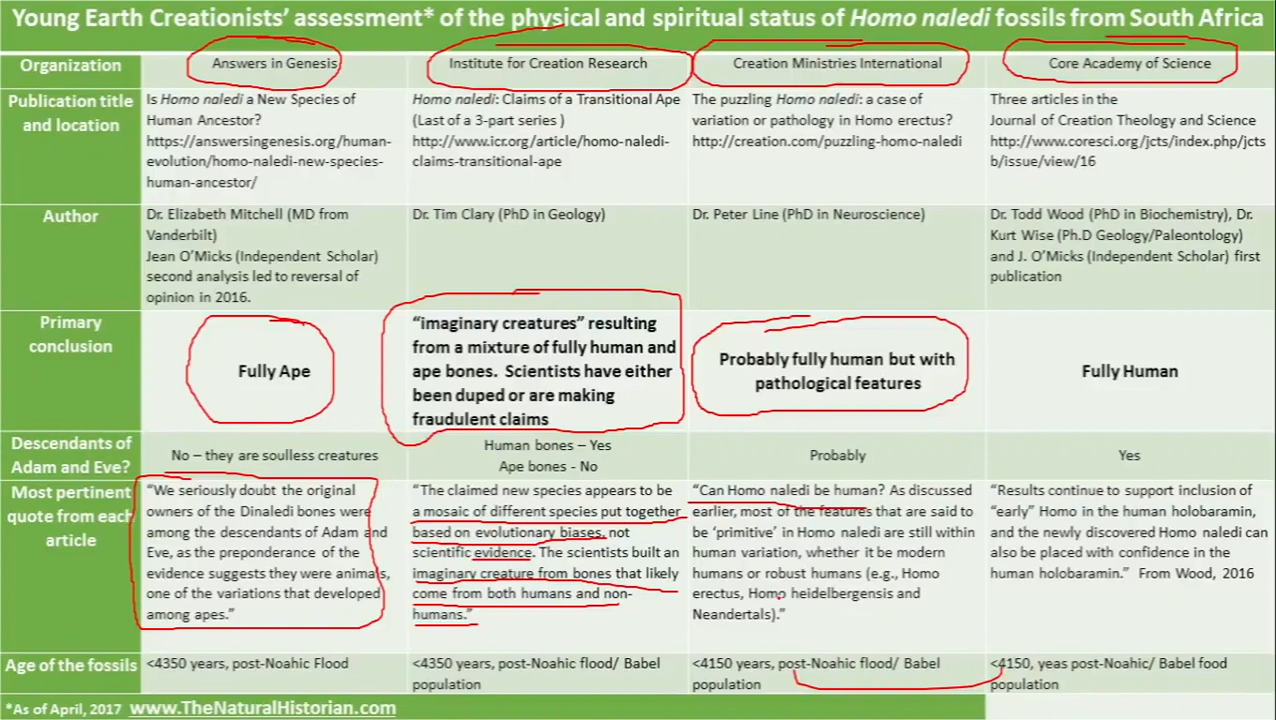 Young Earth Creationists' assessment* of the physical and spiritual status of Homo naledi fossils from South Africa
Organization
Answers in Genesis
Institute for Creation Research
Creation Ministries International
Core Academy of Science
Publication title
and location
Is Homo naledi a New Species of
Human Ancestor?
https://answersingenesis.org/human-
evolution/homo-naledi-new-species-
human-ancestor/
Homo naledi: Claims of a Transitional Ape
(Last of a 3-part series )
http://www.icr.org/article/homo-naledi-
claims-transitional-ape
The puzzling Homo naledi: a case of
variation or pathology in Homo erectus?
http://creation.com/puzzling-homo-naledi
Three articles in the
Journal of Creation Theology and Science
http://www.coresci.org/jcts/index.php/jcts
b/issue/view/16
Author
Dr. Elizabeth Mitchell (MD from
Vanderbilt)
Jean O'Micks (Independent Scholar)
second analysis led to reversal of
opinion in 2016.
Dr. Tim Clary (PhD in Geology)
Dr. Peter Line (PhD in Neuroscience)
Dr. Todd Wood (PhD in Biochemistry), Dr.
Kurt Wise (Ph.D Geology/Paleontology)
and J. O'Micks (Independent Scholar) first
publication
Primary
conclusion
Fully Ape
"imaginary creatures" resulting
from a mixture of fully human and
ape bones. Scientists have either
been duped or are making
fraudulent claims
Probably fully human but with
pathological features
Fully Human
Descendants of
Adam and Eve?
No – they are soulless creatures
Human bones – Yes
Ape bones - No
Probably
Yes
Most pertinent
quote from each
article
"We seriously doubt the original
owners of the Dinaledi bones were
among the descendants of Adam and
Eve, as the preponderance of the
evidence suggests they were animals,
one of the variations that developed
among apes."
"The claimed new species appears to be
a mosaic of different species put together
based on evolutionary biases, not
scientific evidence. The scientists built an
imaginary creature from bones that likely
come from both humans and non-
humans."
"Can Homo naledi be human? As discussed
earlier, most of the features that are said to
be 'primitive' in Homo naledi are still within
human variation, whether it be modern
humans or robust humans (e.g., Homo
erectus, Homo heidelbergensis and
Neandertals)."
"Results continue to support inclusion of
"early" Homo in the human holobaramin,
and the newly discovered Homo naledi can
also be placed with confidence in the
human holobaramin." From Wood, 2016
Age of the fossils
<4350 years, post-Noahic Flood
<4350 years, post-Noahic flood/ Babel
population
<4150 years, post-Noahic flood/ Babel
population
<4150, yeas post-Noahic/ Babel food
population
*As of April, 2017 www.TheNaturalHistorian.com